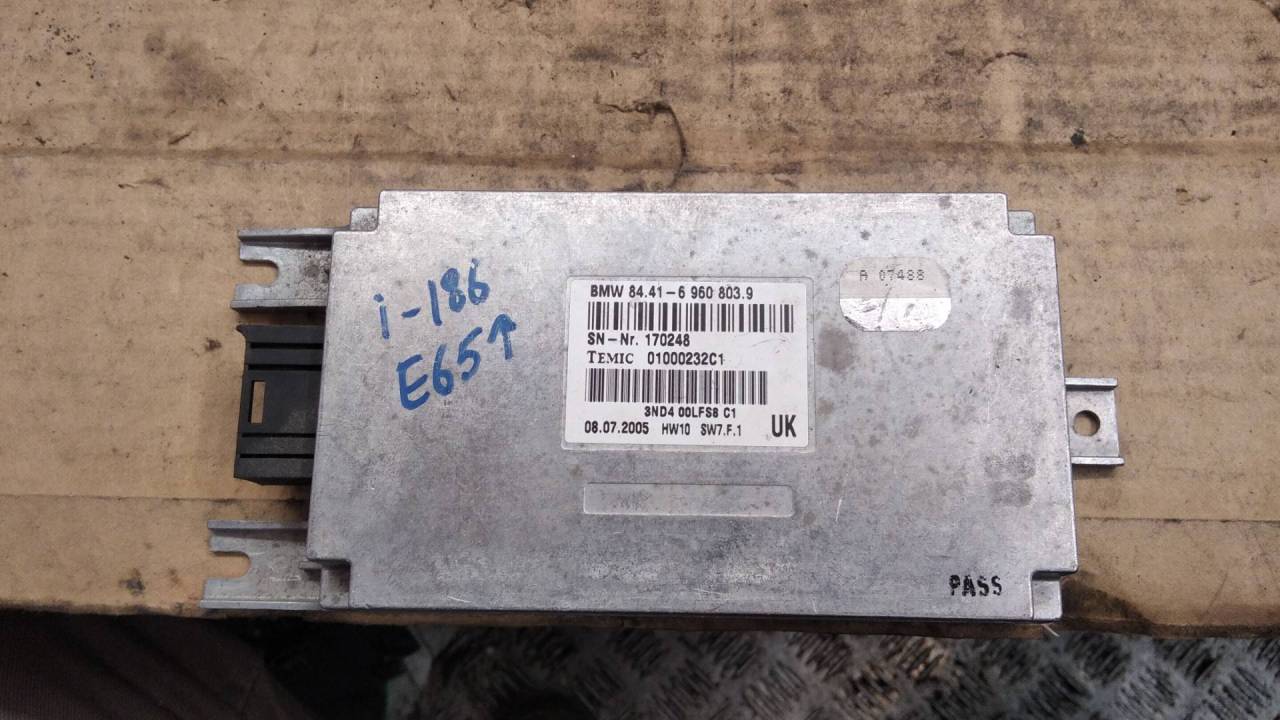 i-186
E65↑
BMW 84.41-6 960 803.9
SN-Nr. 170248
TEMIC 01000232C1
3ND4 00LFS8 C1
08.07.2005 HW10 SW7.F.1 UK
A 07488
PASS